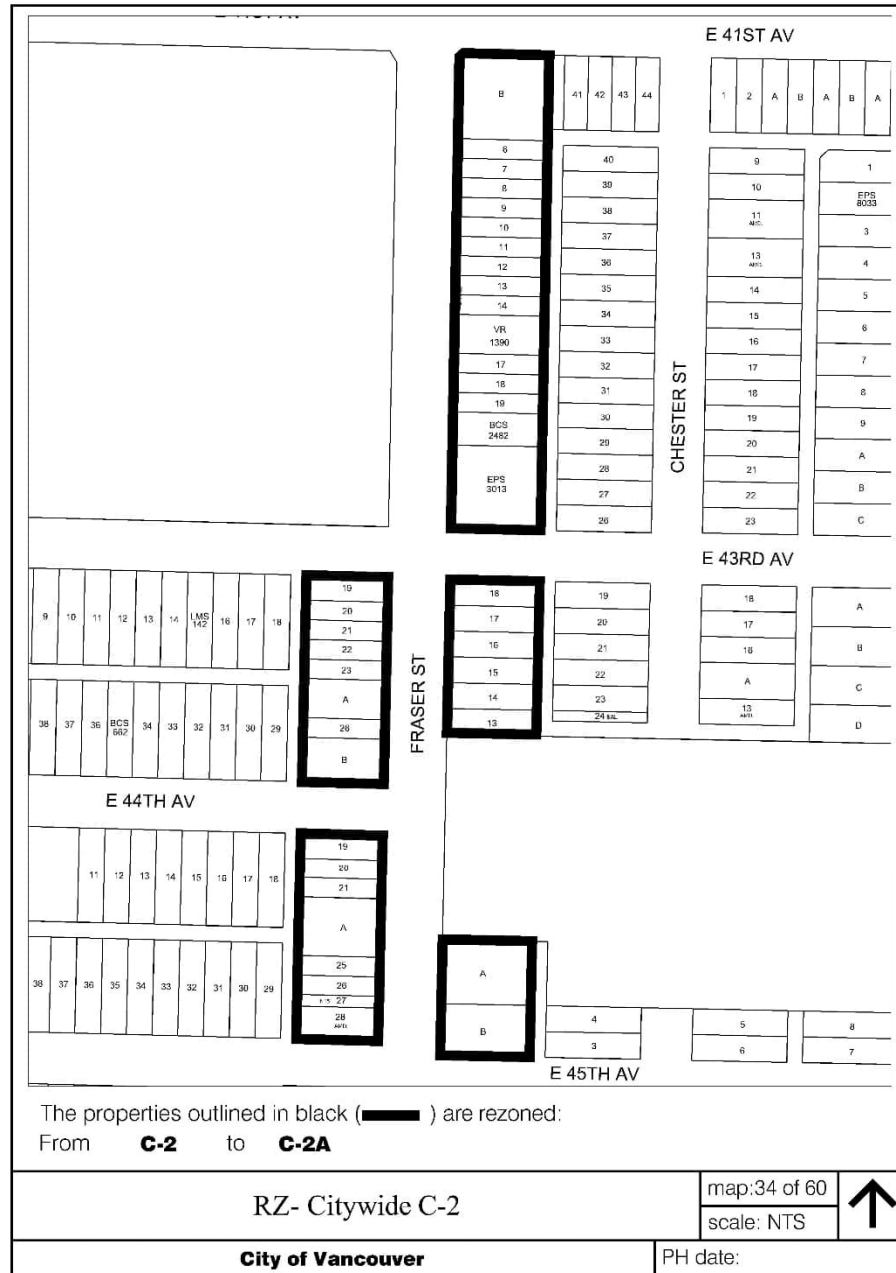 E 41ST AV
B
41 42 43 44
1 2 A B A B A
6
7
8
9
10
11
12
13
14
VR
1390
17
18
19
BCS
2482
EPS
3013
40
39
38
37
36
35
34
33
32
31
30
29
28
27
26
CHESTER ST
9
10
11
AMD.
13
AMD.
14
15
16
17
18
19
20
21
22
23
1
EPS
8033
3
4
5
6
7
8
9
A
B
C
E 43RD AV
9 10 11 12 13 14 LMS 16 17 18
142
38 37 36 BCS 34 33 32 31 30 29
662
19
20
21
22
23
A
26
B
FRASER ST
18
17
16
15
14
13
19
20
21
22
23
24 BAL.
18
17
16
A
13
AMD.
A
B
C
D
E 44TH AV
11 12 13 14 15 16 17 18
38 37 36 35 34 33 32 31 30 29
19
20
21
A
25
26
27
28
AMD.
A
B
4
3
5
6
8
7
E 45TH AV
The properties outlined in black ( ) are rezoned:
From C-2 to C-2A
RZ- Citywide C-2
map:34 of 60
scale: NTS
City of Vancouver
PH date: